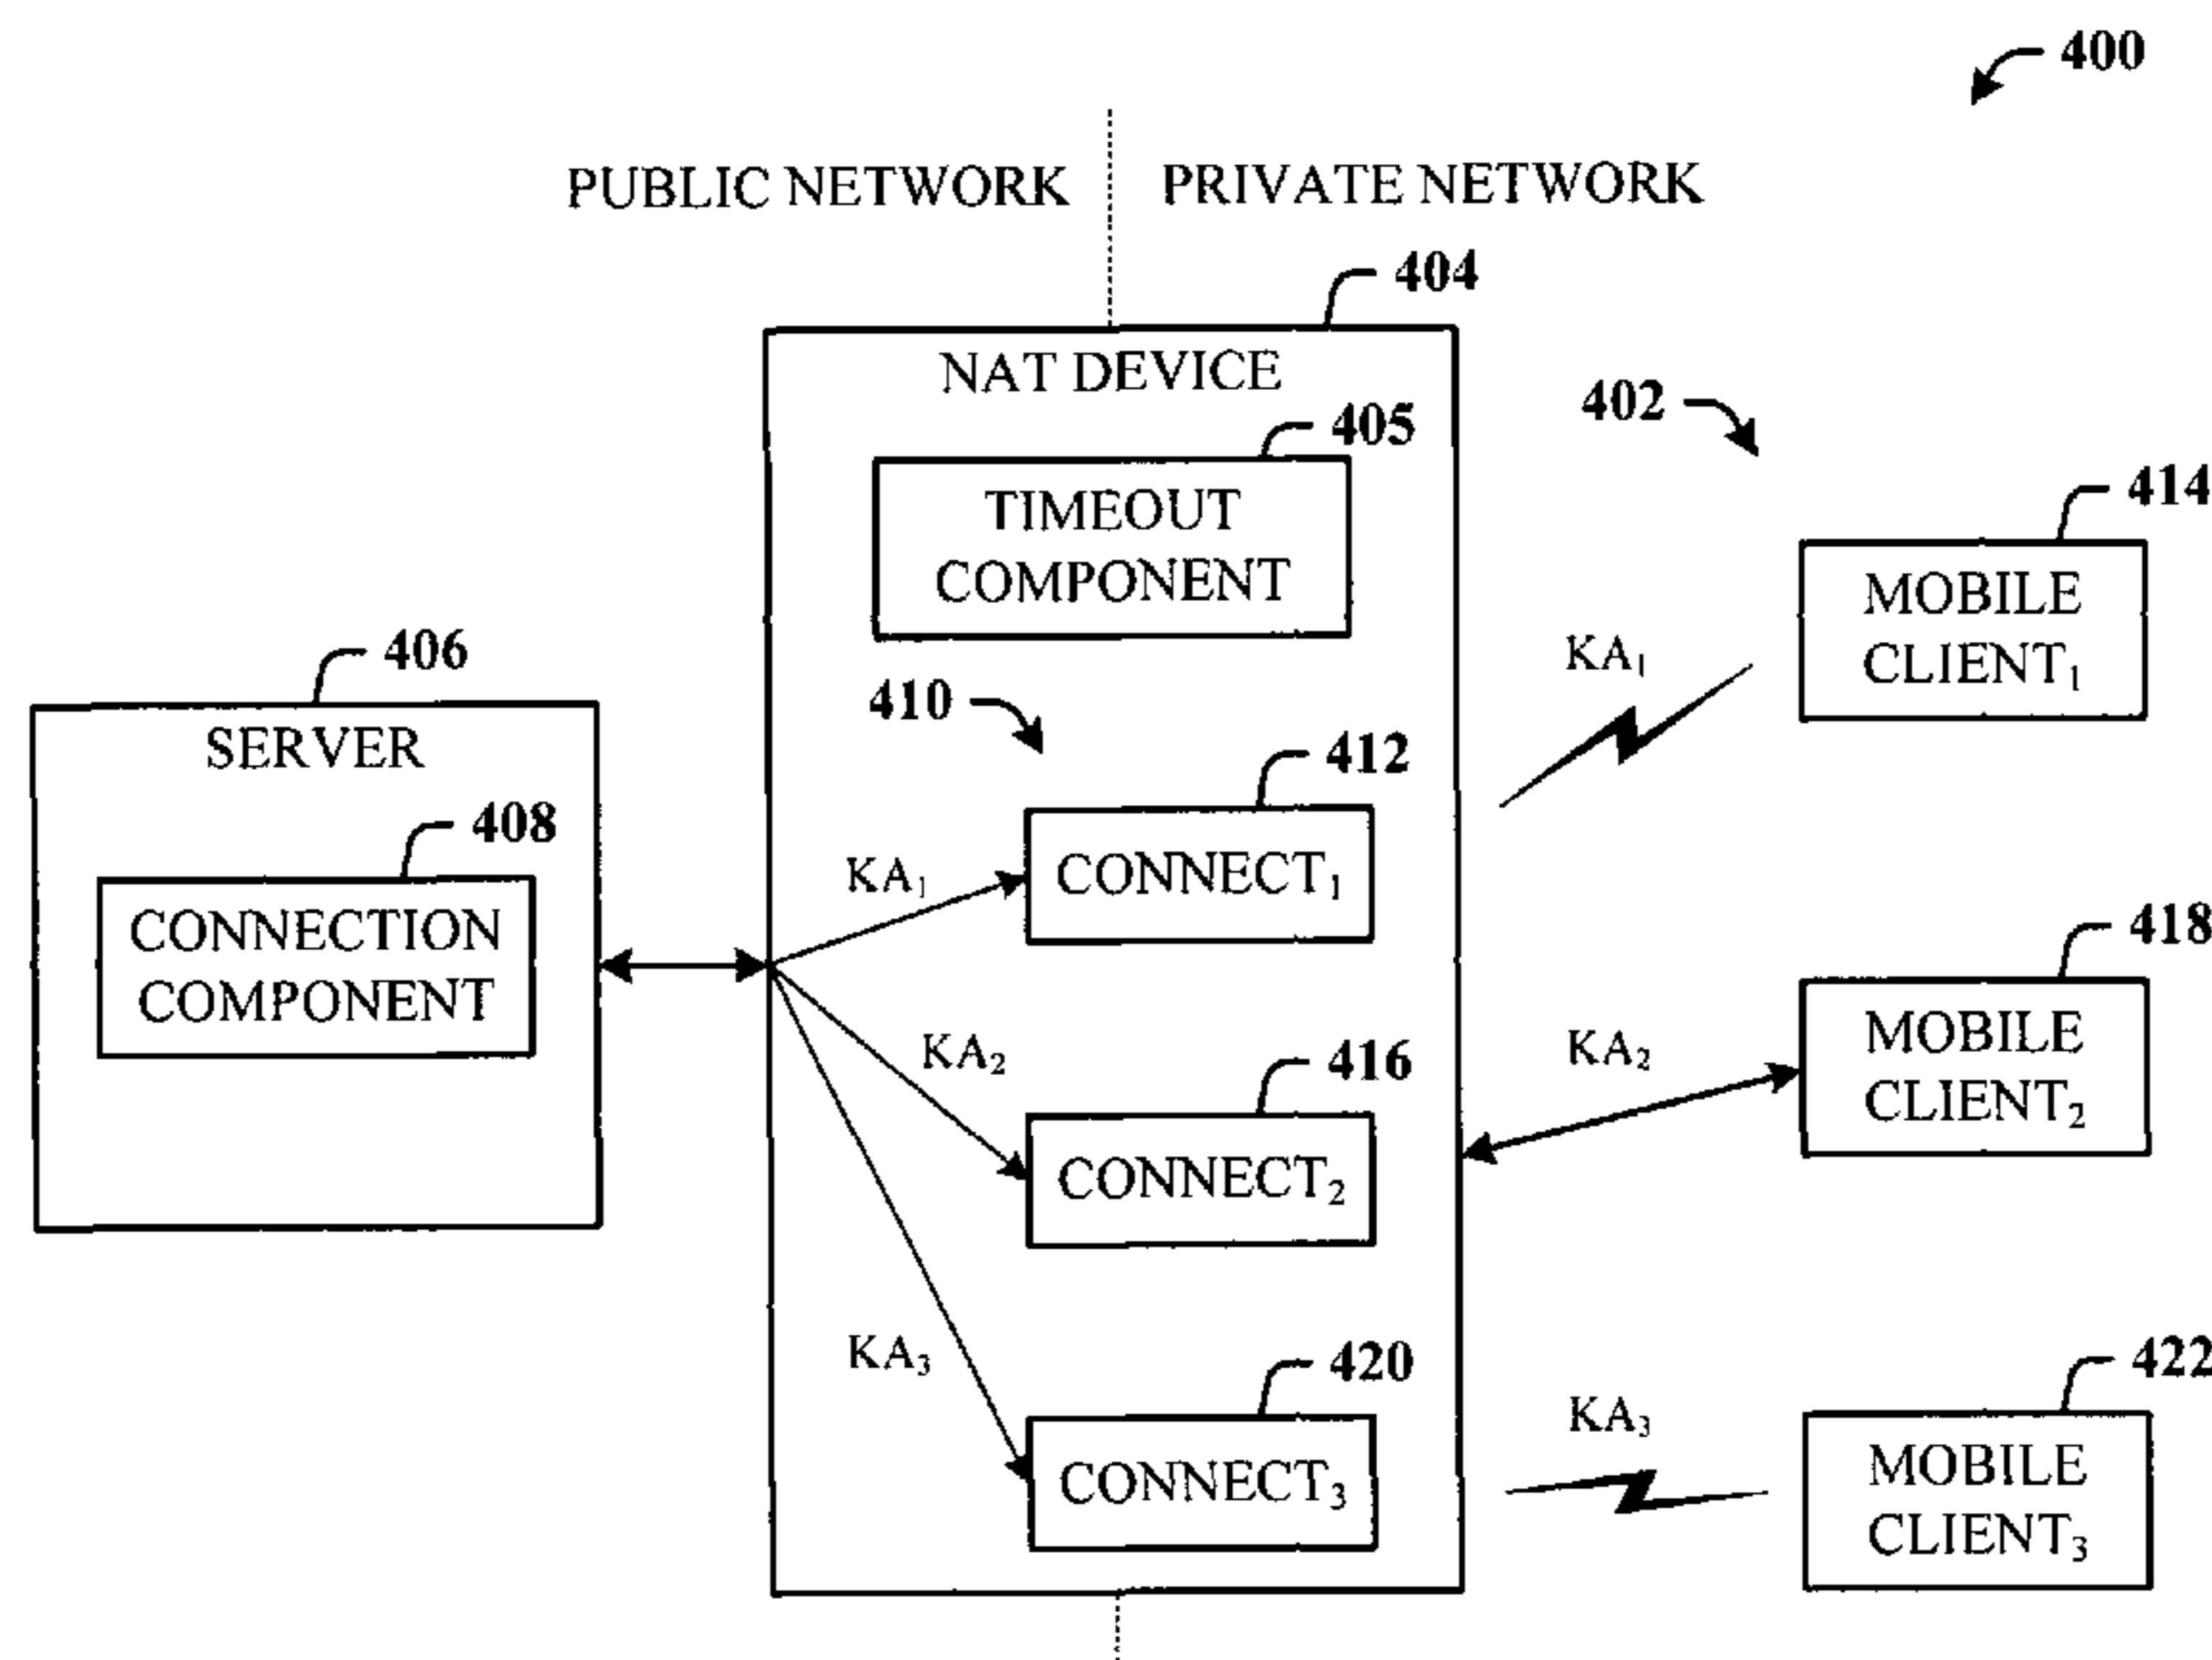 400
PUBLIC NETWORK
PRIVATE NETWORK
404
NAT DEVICE
402
405
TIMEOUT
COMPONENT
414
MOBILE
CLIENT₁
KA₁
406
SERVER
410
412
408
CONNECTION
COMPONENT
KA₁
CONNECT₁
418
MOBILE
CLIENT₂
KA₂
KA₂
416
CONNECT₂
KA₃
420
CONNECT₃
KA₃
422
MOBILE
CLIENT₃